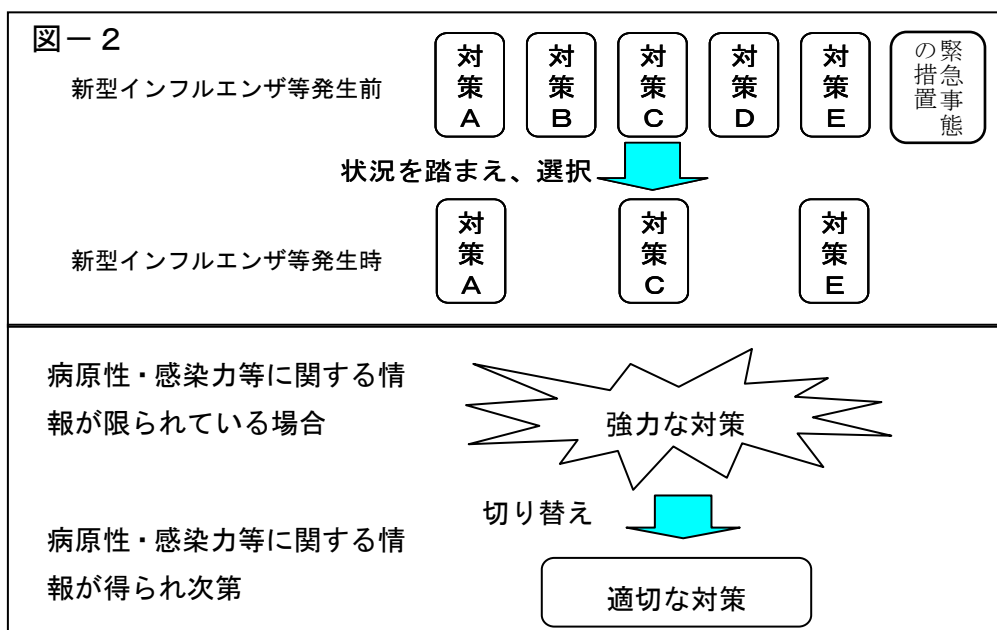 図－２
新型インフルエンザ等発生前
対策Ａ
対策Ｂ
対策Ｃ
対策Ｄ
対策Ｅ
緊急事態
の措置
状況を踏まえ、選択
新型インフルエンザ等発生時
対策Ａ
対策Ｃ
対策Ｅ
病原性・感染力等に関する情
報が限られている場合
強力な対策
切り替え
病原性・感染力等に関する情
報が得られ次第
適切な対策